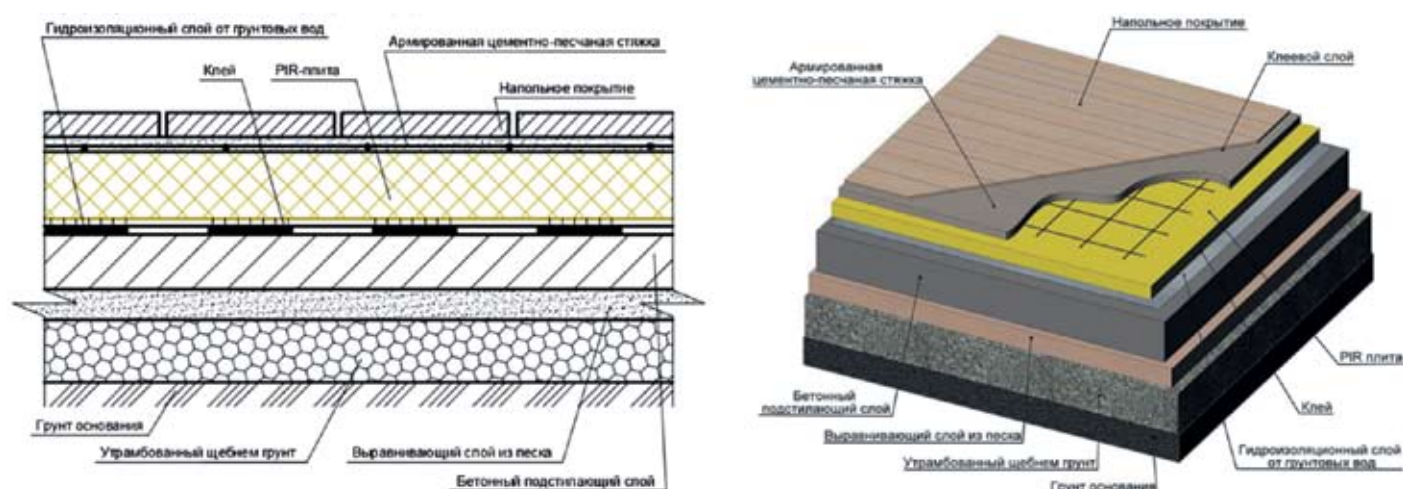 Гидроизоляционный слой от грунтовых вод
Армированная цементно-песчаная стяжка
Клей
PIR-плита
Напольное покрытие
Грунт основания
Утрамбованный щебнем грунт
Выравнивающий слой из песка
Бетонный подстилающий слой
Напольное покрытие
Клеевой слой
Армированная
цементно-песчаная стяжка
PIR плита
Бетонный
подстилающий слой
Клей
Выравнивающий слой из песка
Гидроизоляционный слой
от грунтовых вод
Утрамбованный щебнем грунт
Грунт основания